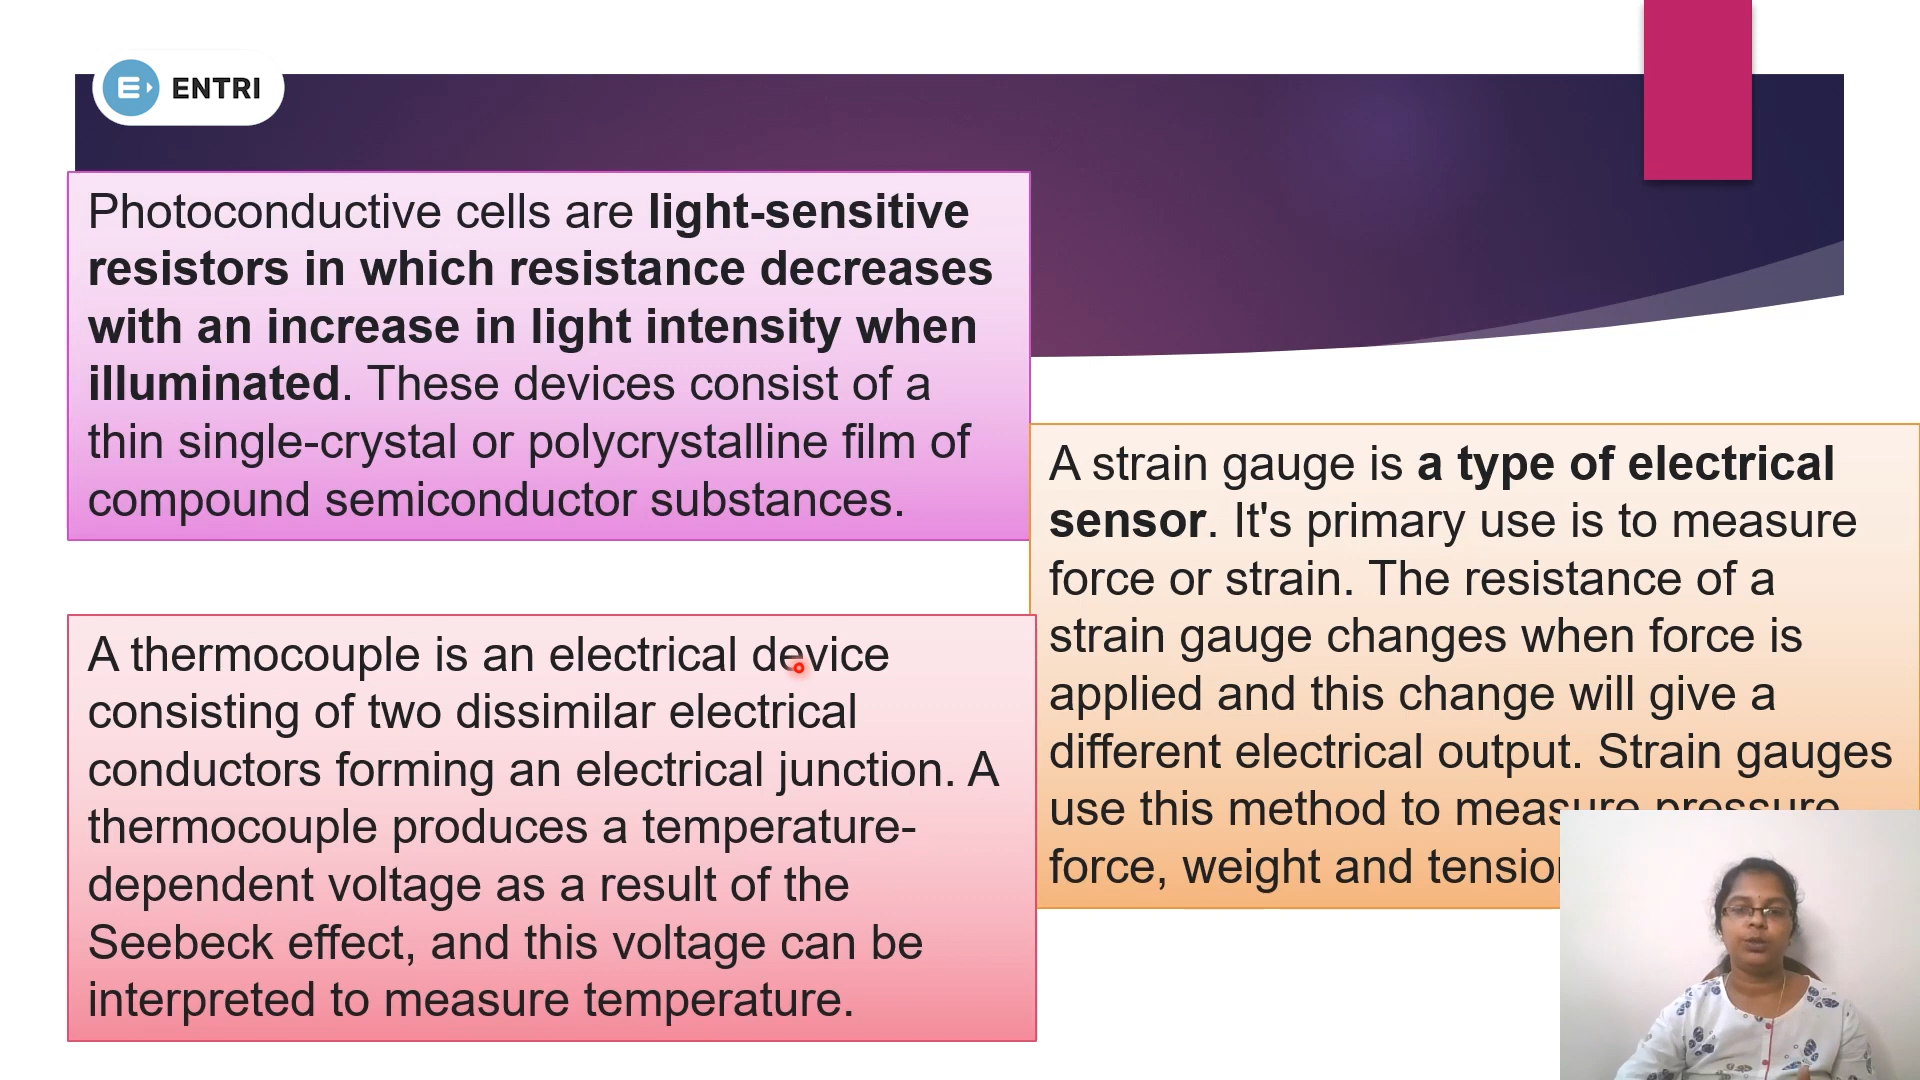 ENTRI
Photoconductive cells are light-sensitive
resistors in which resistance decreases
with an increase in light intensity when
illuminated. These devices consist of a
thin single-crystal or polycrystalline film of
compound semiconductor substances.
A strain gauge is a type of electrical
sensor. It's primary use is to measure
force or strain. The resistance of a
strain gauge changes when force is
applied and this change will give a
different electrical output. Strain gauges
use this method to measure pressure
force, weight and tension
A thermocouple is an electrical device
consisting of two dissimilar electrical
conductors forming an electrical junction. A
thermocouple produces a temperature-
dependent voltage as a result of the
Seebeck effect, and this voltage can be
interpreted to measure temperature.